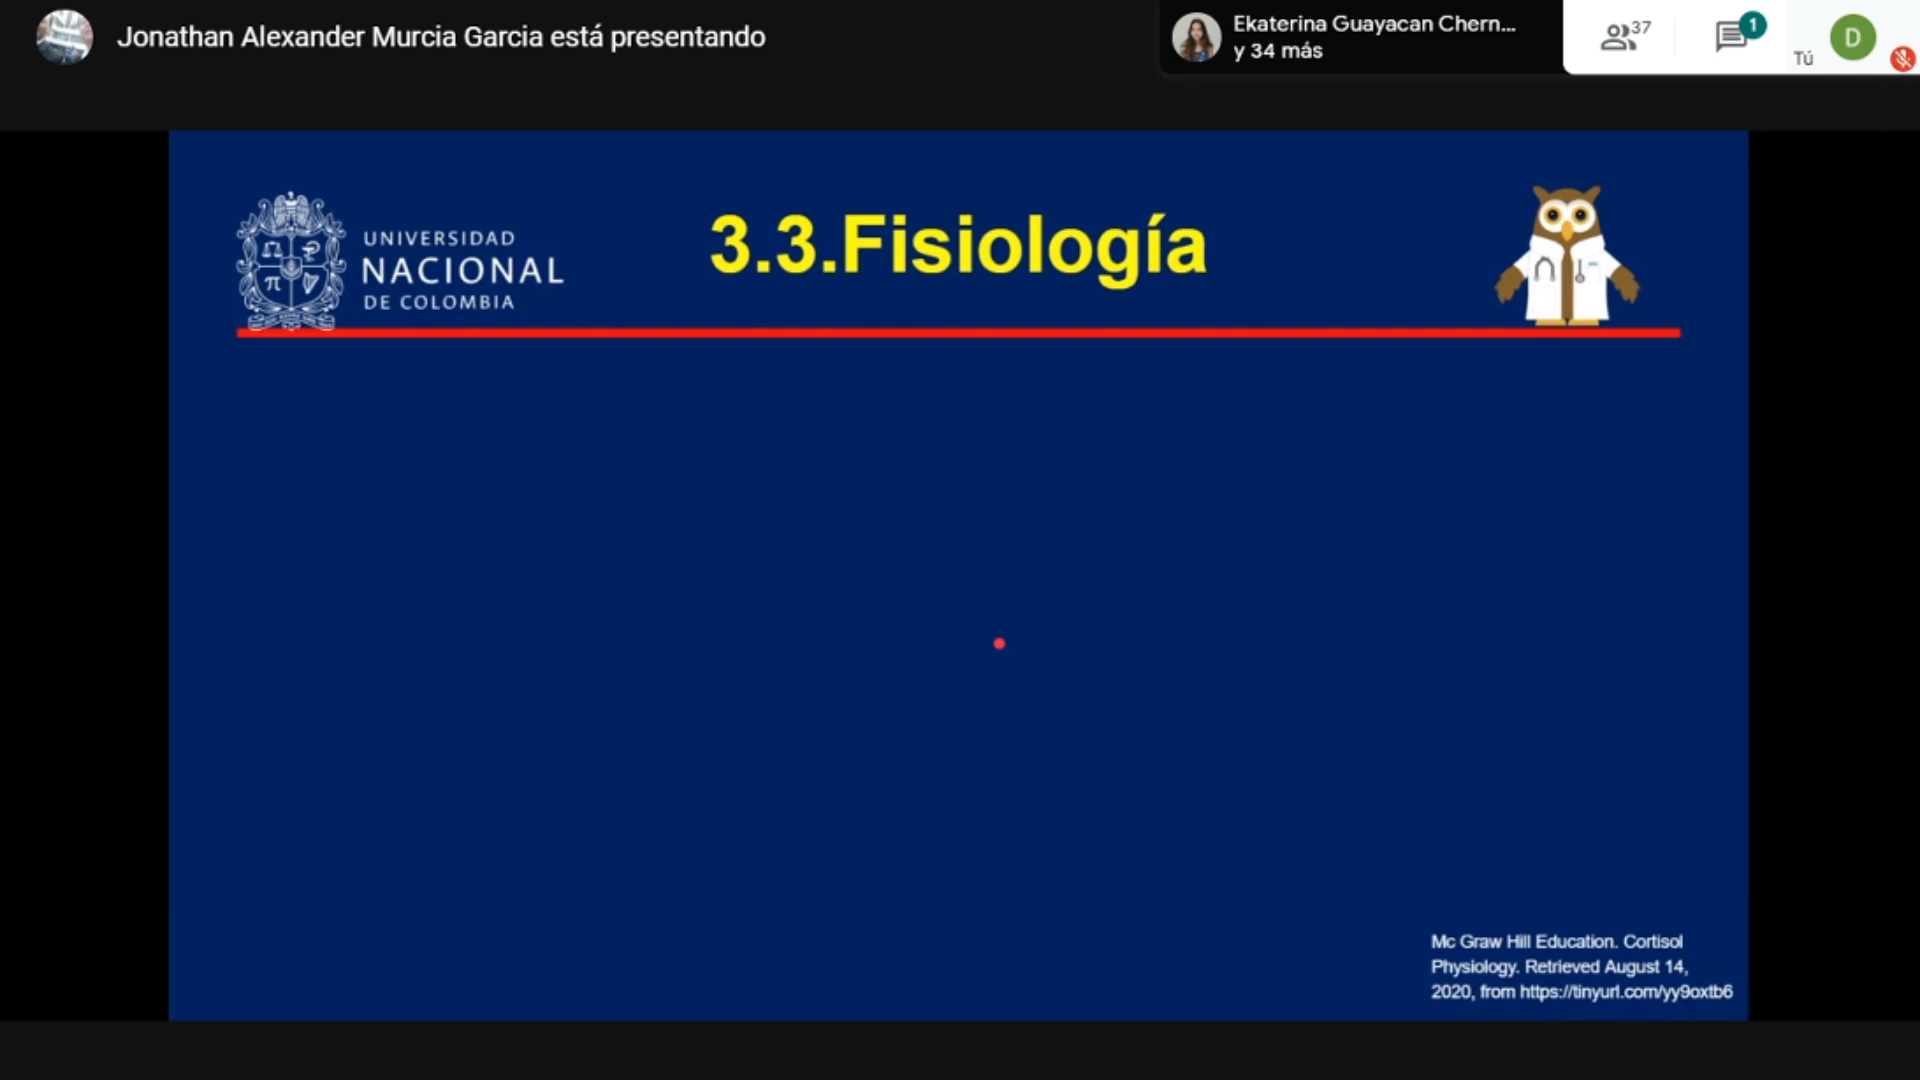 Jonathan Alexander Murcia Garcia está presentando
Ekaterina Guayacan Chern...
y 34 más
37
1
Tú
D
UNIVERSIDAD
NACIONAL
DE COLOMBIA
3.3.Fisiología
π
Mc Graw Hill Education. Cortisol
Physiology. Retrieved August 14,
2020, from https://tinyurl.com/yy9oxtb6